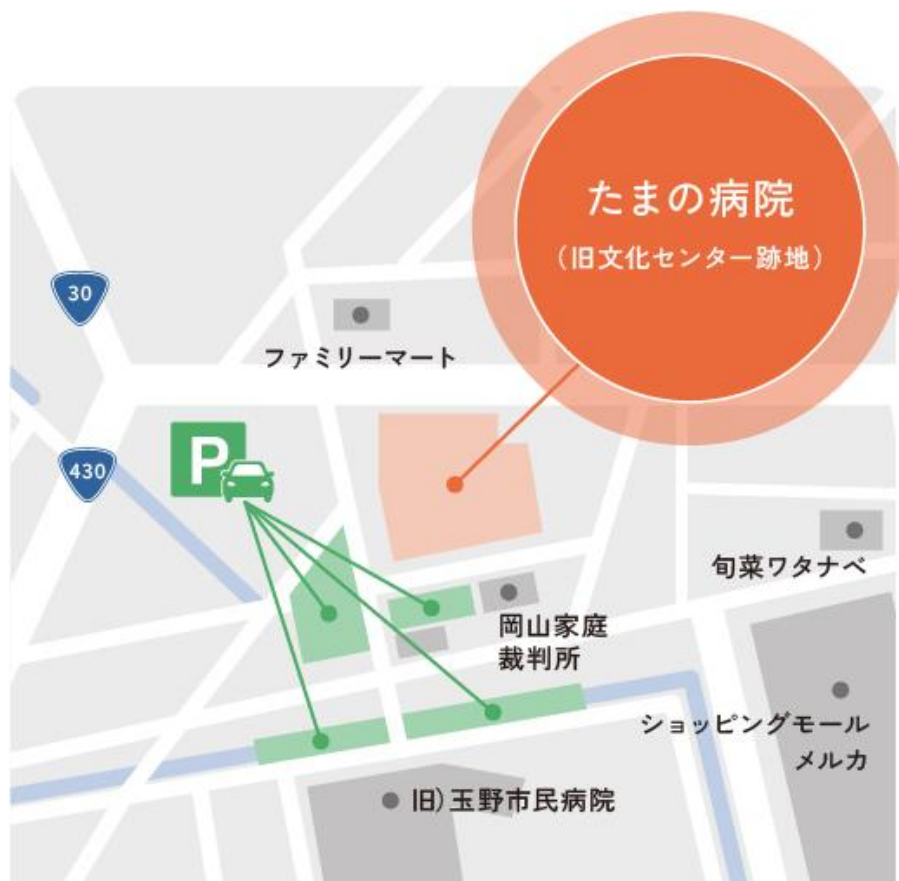 たまの病院
（旧文化センター跡地）
30
ファミリーマート
P
430
旬菜ワタナベ
岡山家庭
裁判所
ショッピングモール
メルカ
旧）玉野市民病院